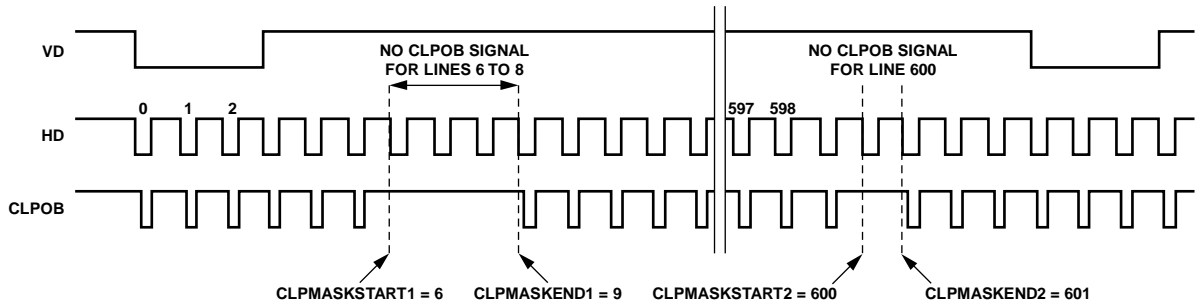 VD
NO CLPOB SIGNAL
FOR LINES 6 TO 8
NO CLPOB SIGNAL
FOR LINE 600
HD
0 1 2 597 598
CLPOB
CLPMASKSTART1 = 6 CLPMASKEND1 = 9 CLPMASKSTART2 = 600 CLPMASKEND2 = 601